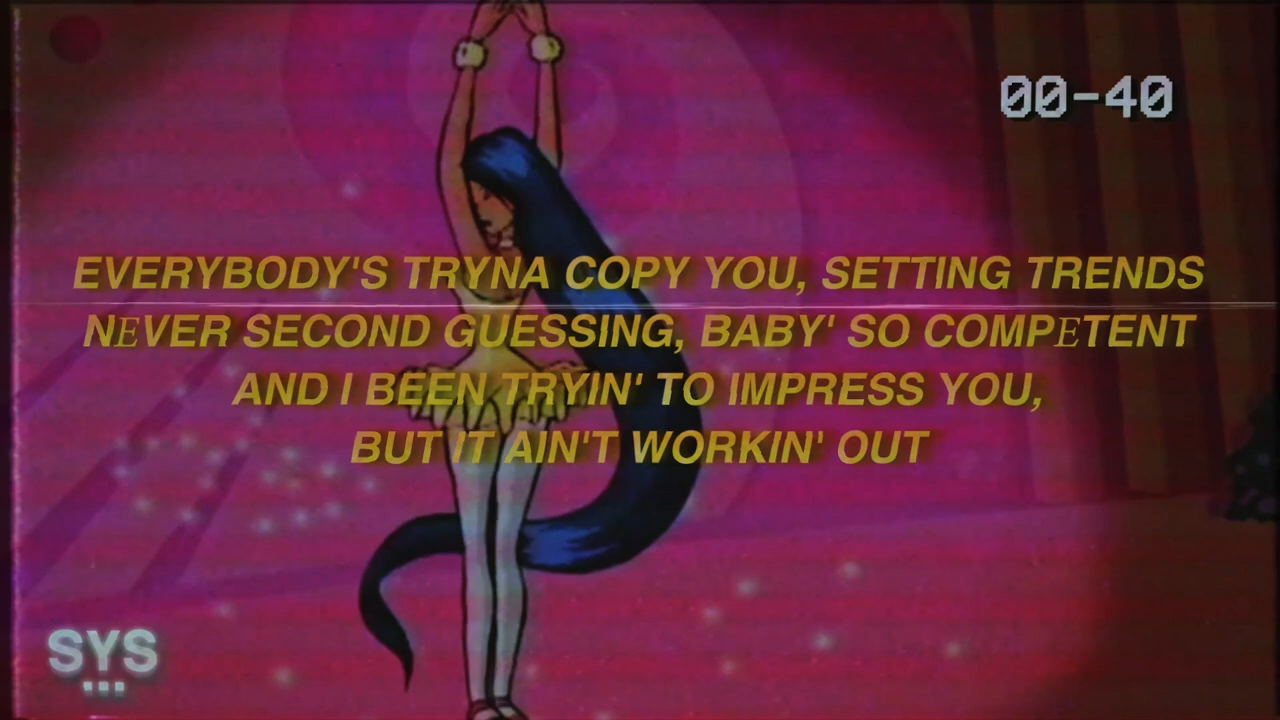 00-40
EVERYBODY'S TRYNA COPY YOU, SETTING TRENDS
NEVER SECOND GUESSING, BABY' SO COMPETENT
AND I BEEN TRYIN' TO IMPRESS YOU,
BUT IT AIN'T WORKIN' OUT
SYS